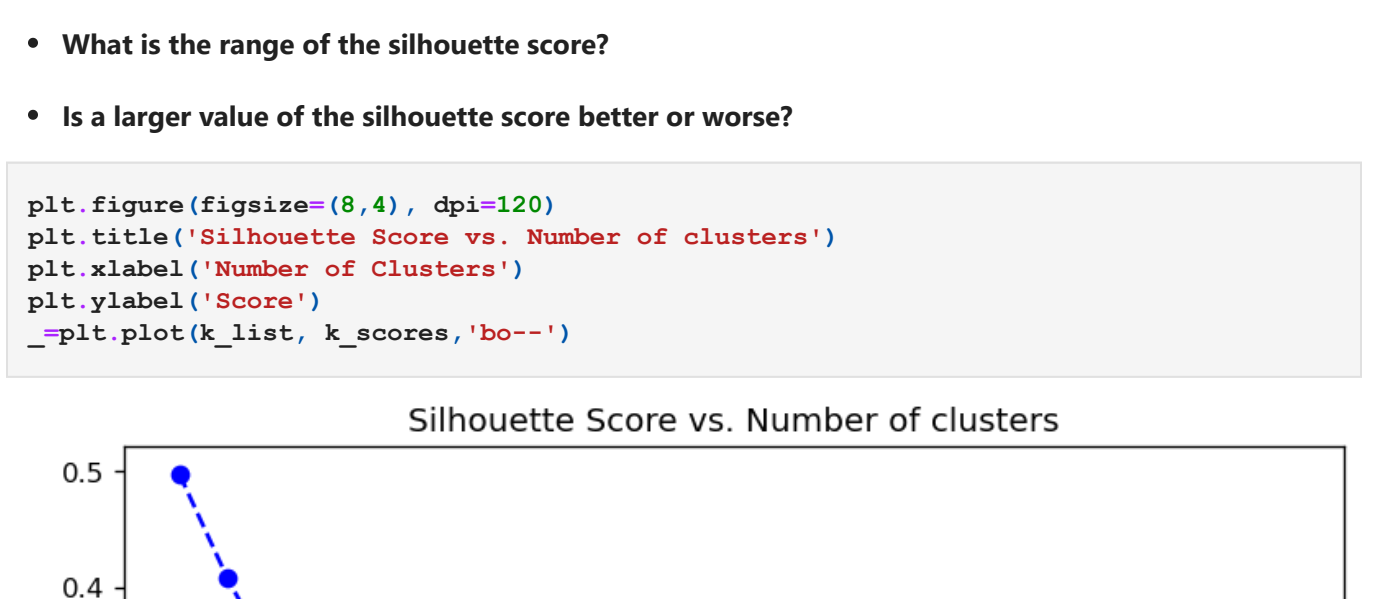 What is the range of the silhouette score?
Is a larger value of the silhouette score better or worse?
plt.figure(figsize=(8,4), dpi=120)
plt.title('Silhouette Score vs. Number of clusters')
plt.xlabel('Number of Clusters')
plt.ylabel('Score')
_=plt.plot(k_list, k_scores,'bo--')
Silhouette Score vs. Number of clusters
0.5
0.4